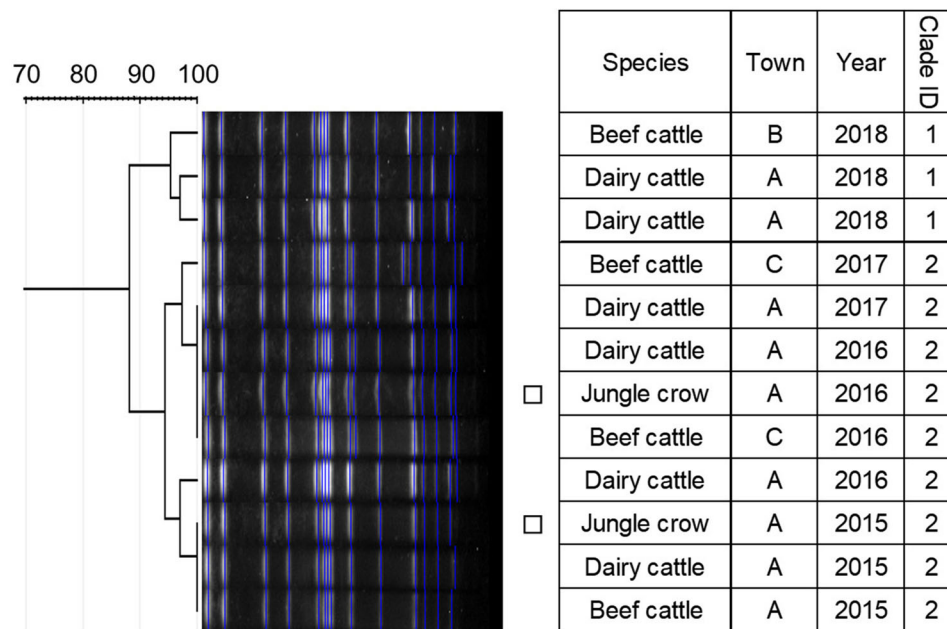 70 80 90 100
Species Town Year Clade ID
Beef cattle B 2018 1
Dairy cattle A 2018 1
Dairy cattle A 2018 1
Beef cattle C 2017 2
Dairy cattle A 2017 2
Dairy cattle A 2016 2
Jungle crow A 2016 2
Beef cattle C 2016 2
Dairy cattle A 2016 2
Jungle crow A 2015 2
Dairy cattle A 2015 2
Beef cattle A 2015 2